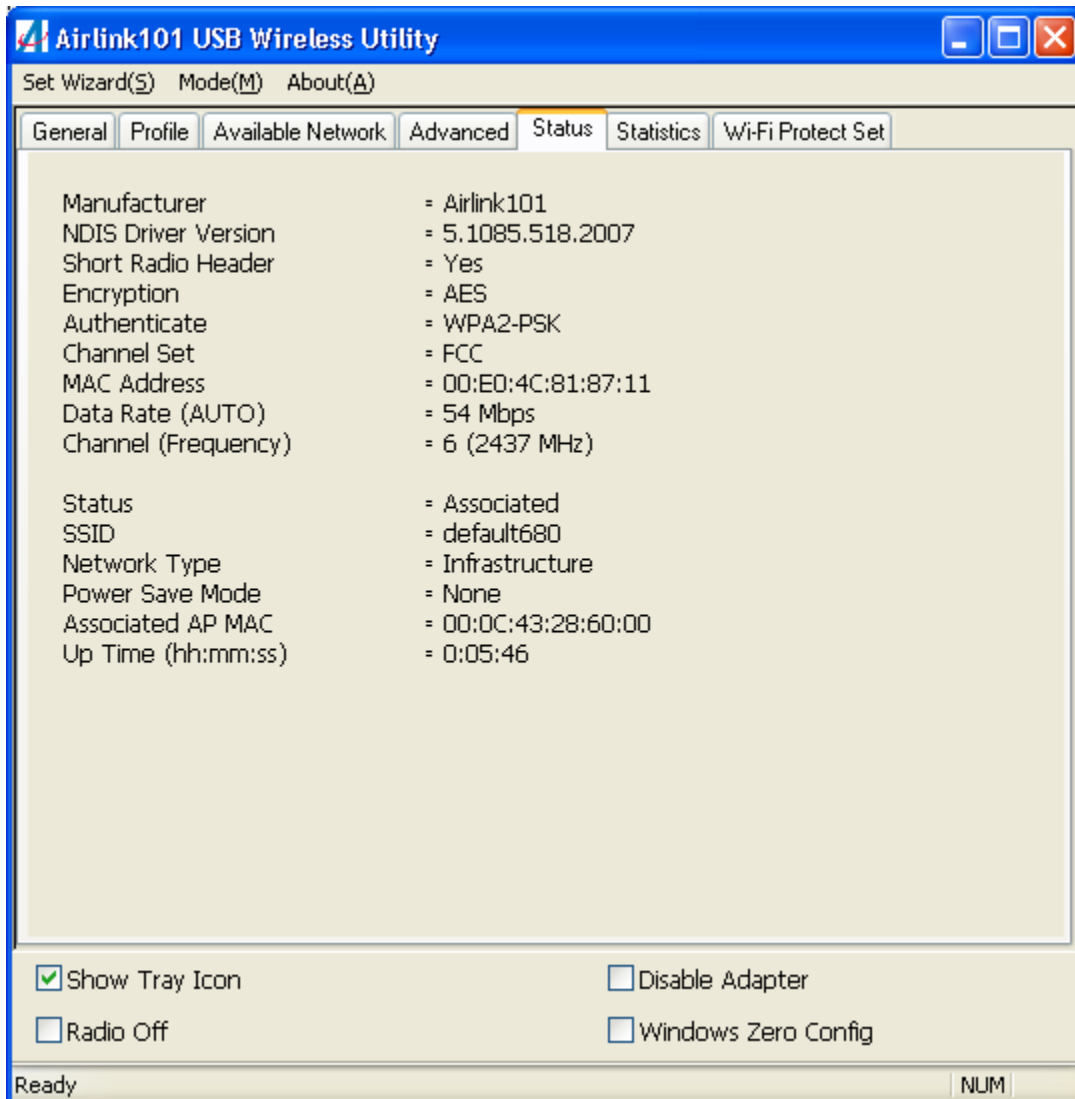 Airlink101 USB Wireless Utility
Set Wizard(S) Mode(M) About(A)
General Profile Available Network Advanced Status Statistics Wi-Fi Protect Set
Manufacturer = Airlink101
NDIS Driver Version = 5.1085.518.2007
Short Radio Header = Yes
Encryption = AES
Authenticate = WPA2-PSK
Channel Set = FCC
MAC Address = 00:E0:4C:81:87:11
Data Rate (AUTO) = 54 Mbps
Channel (Frequency) = 6 (2437 MHz)
Status = Associated
SSID = default680
Network Type = Infrastructure
Power Save Mode = None
Associated AP MAC = 00:0C:43:28:60:00
Up Time (hh:mm:ss) = 0:05:46
Show Tray Icon Disable Adapter
Radio Off Windows Zero Config
Ready NUM